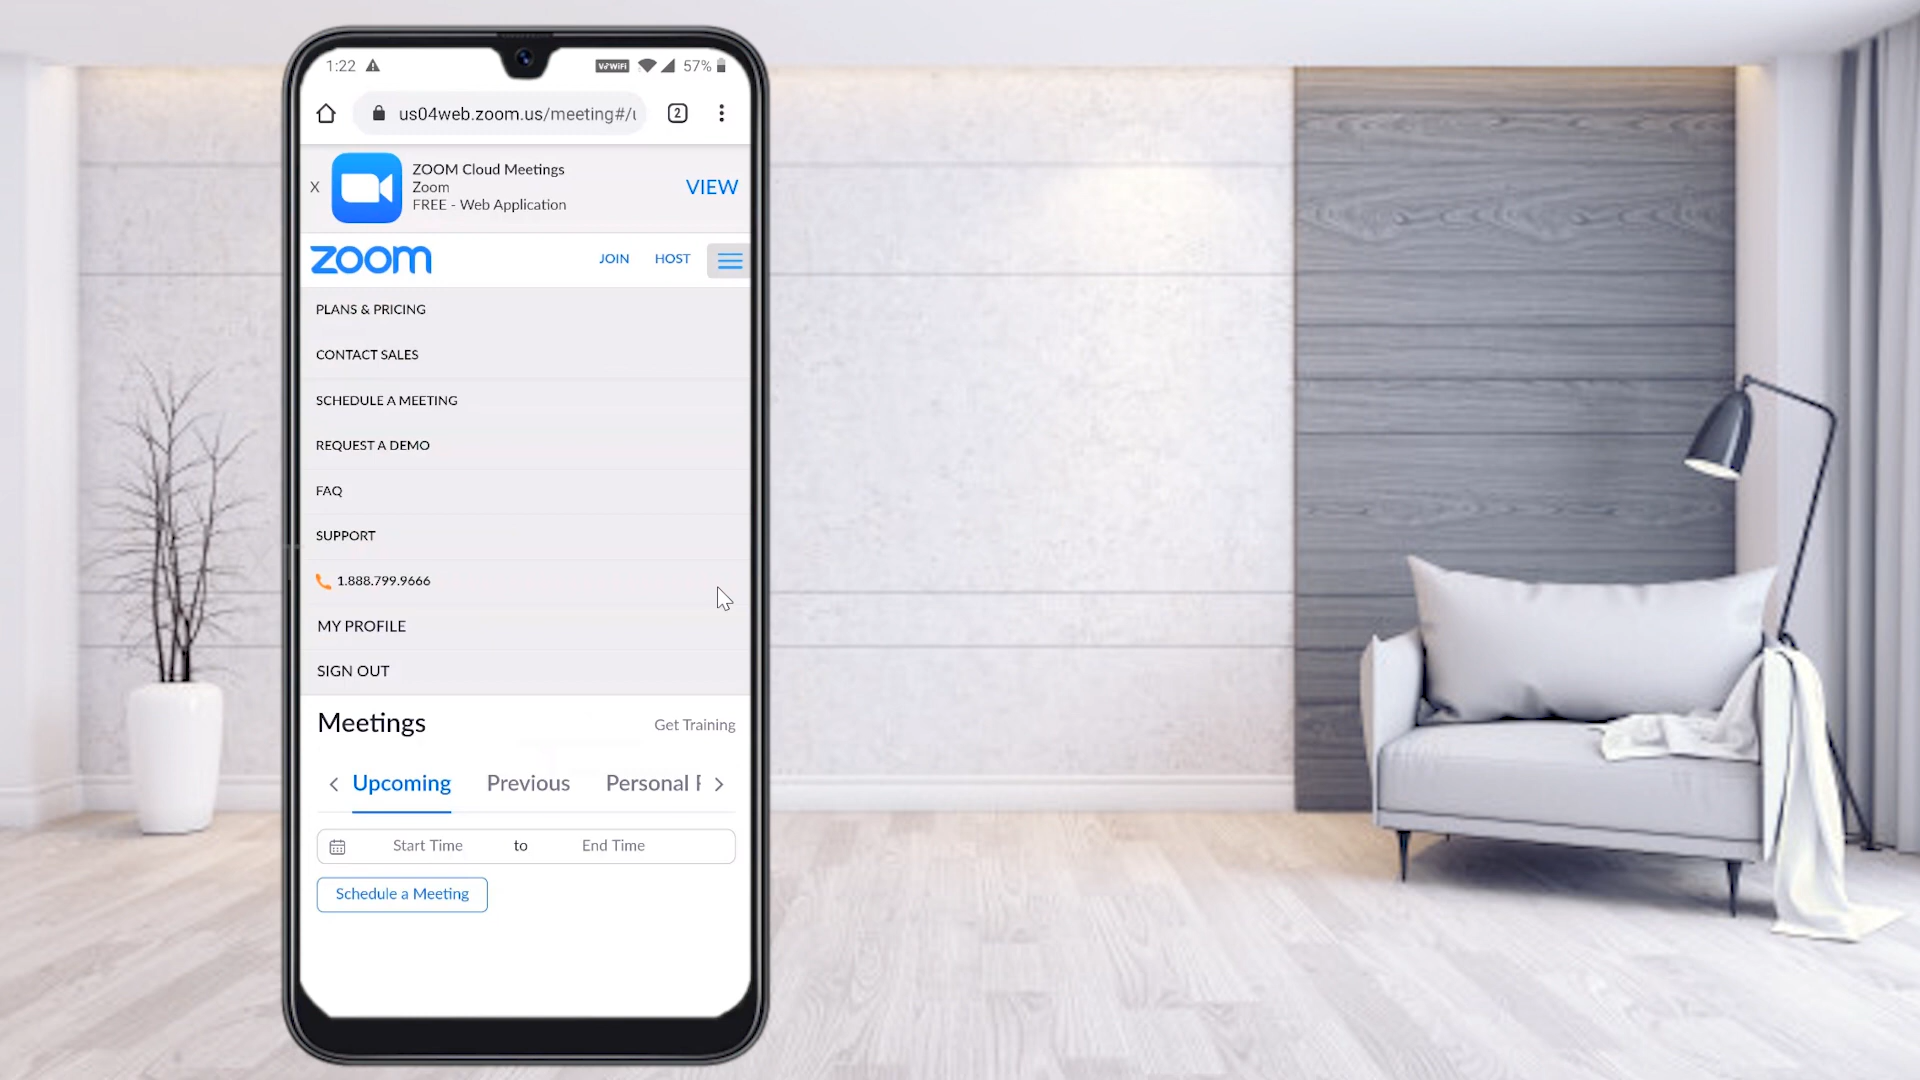 1:22
VoWiFi 57%
us04web.zoom.us/meeting#/u
2
X
ZOOM Cloud Meetings
Zoom
FREE - Web Application
VIEW
zoom
JOIN HOST
PLANS & PRICING
CONTACT SALES
SCHEDULE A MEETING
REQUEST A DEMO
FAQ
SUPPORT
1.888.799.9666
MY PROFILE
SIGN OUT
Meetings
Get Training
Upcoming Previous Personal
Start Time to End Time
Schedule a Meeting